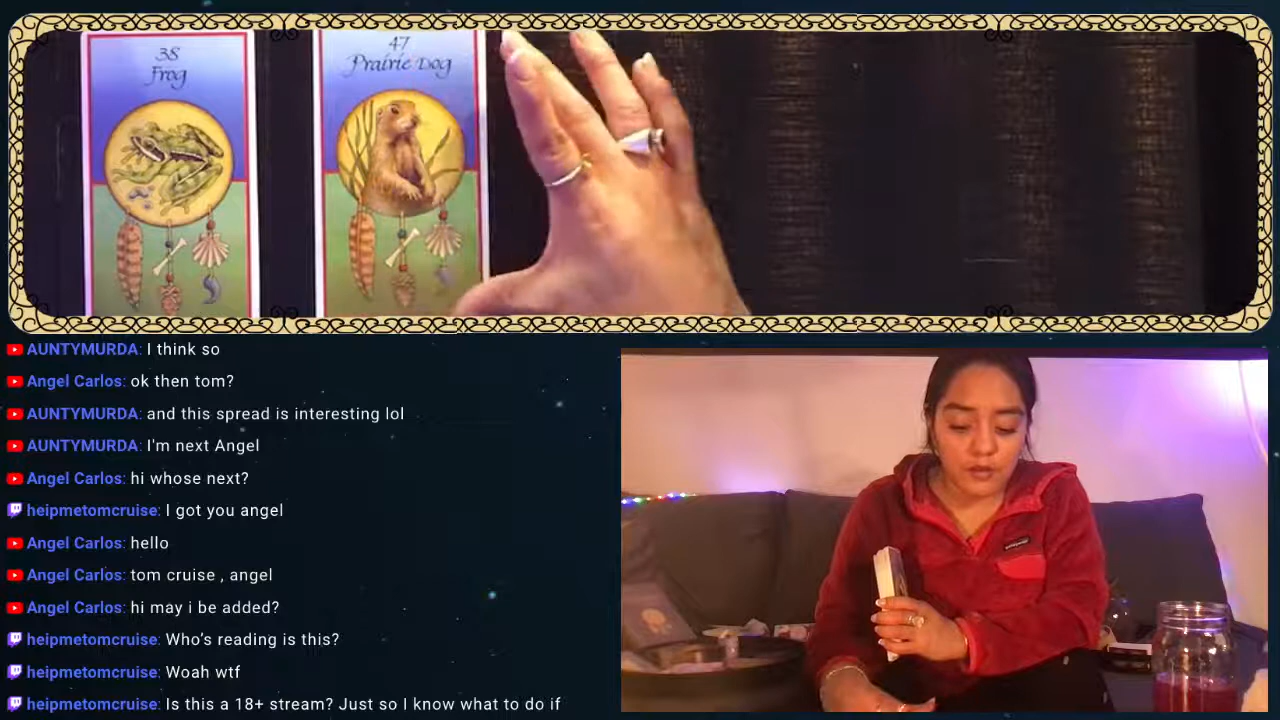 38
Frog
47
Prairie Dog
AUNTYMURDA: I think so
Angel Carlos: ok then tom?
AUNTYMURDA: and this spread is interesting lol
AUNTYMURDA: I'm next Angel
Angel Carlos: hi whose next?
heipmetomcruise: I got you angel
Angel Carlos: hello
Angel Carlos: tom cruise , angel
Angel Carlos: hi may i be added?
heipmetomcruise: Who's reading is this?
heipmetomcruise: Woah wtf
heipmetomcruise: Is this a 18+ stream? Just so I know what to do if